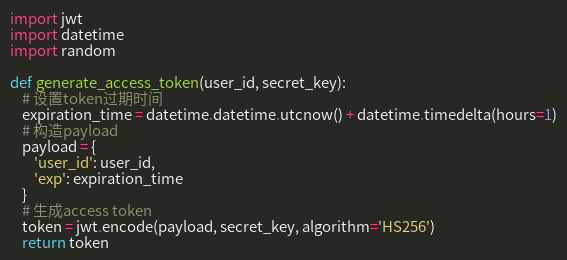 import jwt
import datetime
import random

def generate_access_token(user_id, secret_key):
    # 设置token过期时间
    expiration_time = datetime.datetime.utcnow() + datetime.timedelta(hours=1)
    # 构造payload
    payload = {
        'user_id': user_id,
        'exp': expiration_time
    }
    # 生成access token
    token = jwt.encode(payload, secret_key, algorithm='HS256')
    return token